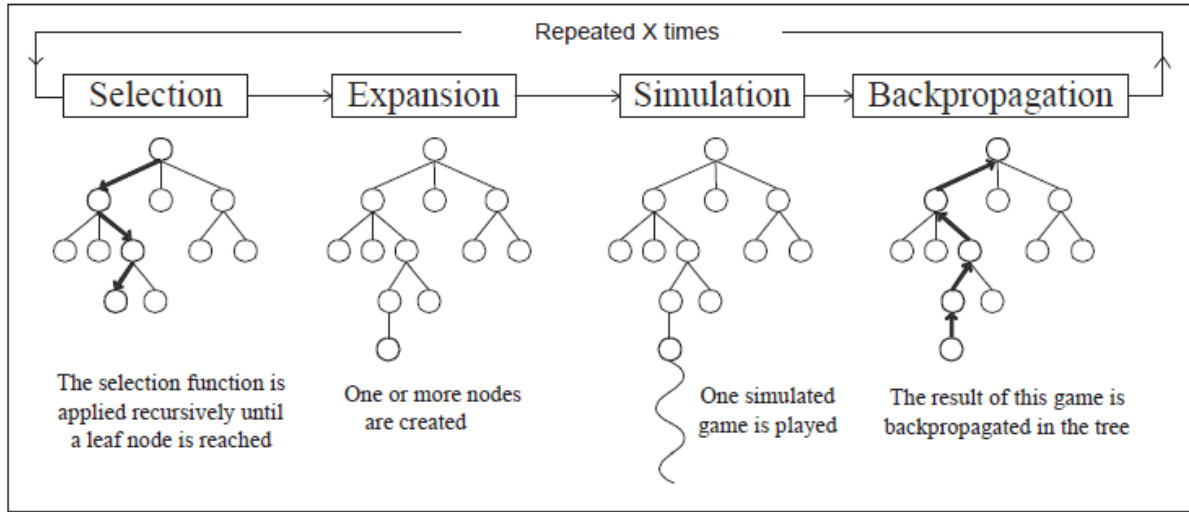 Repeated X times
Selection
Expansion
Simulation
Backpropagation
The selection function is
applied recursively until
a leaf node is reached
One or more nodes
are created
One simulated
game is played
The result of this game is
backpropagated in the tree